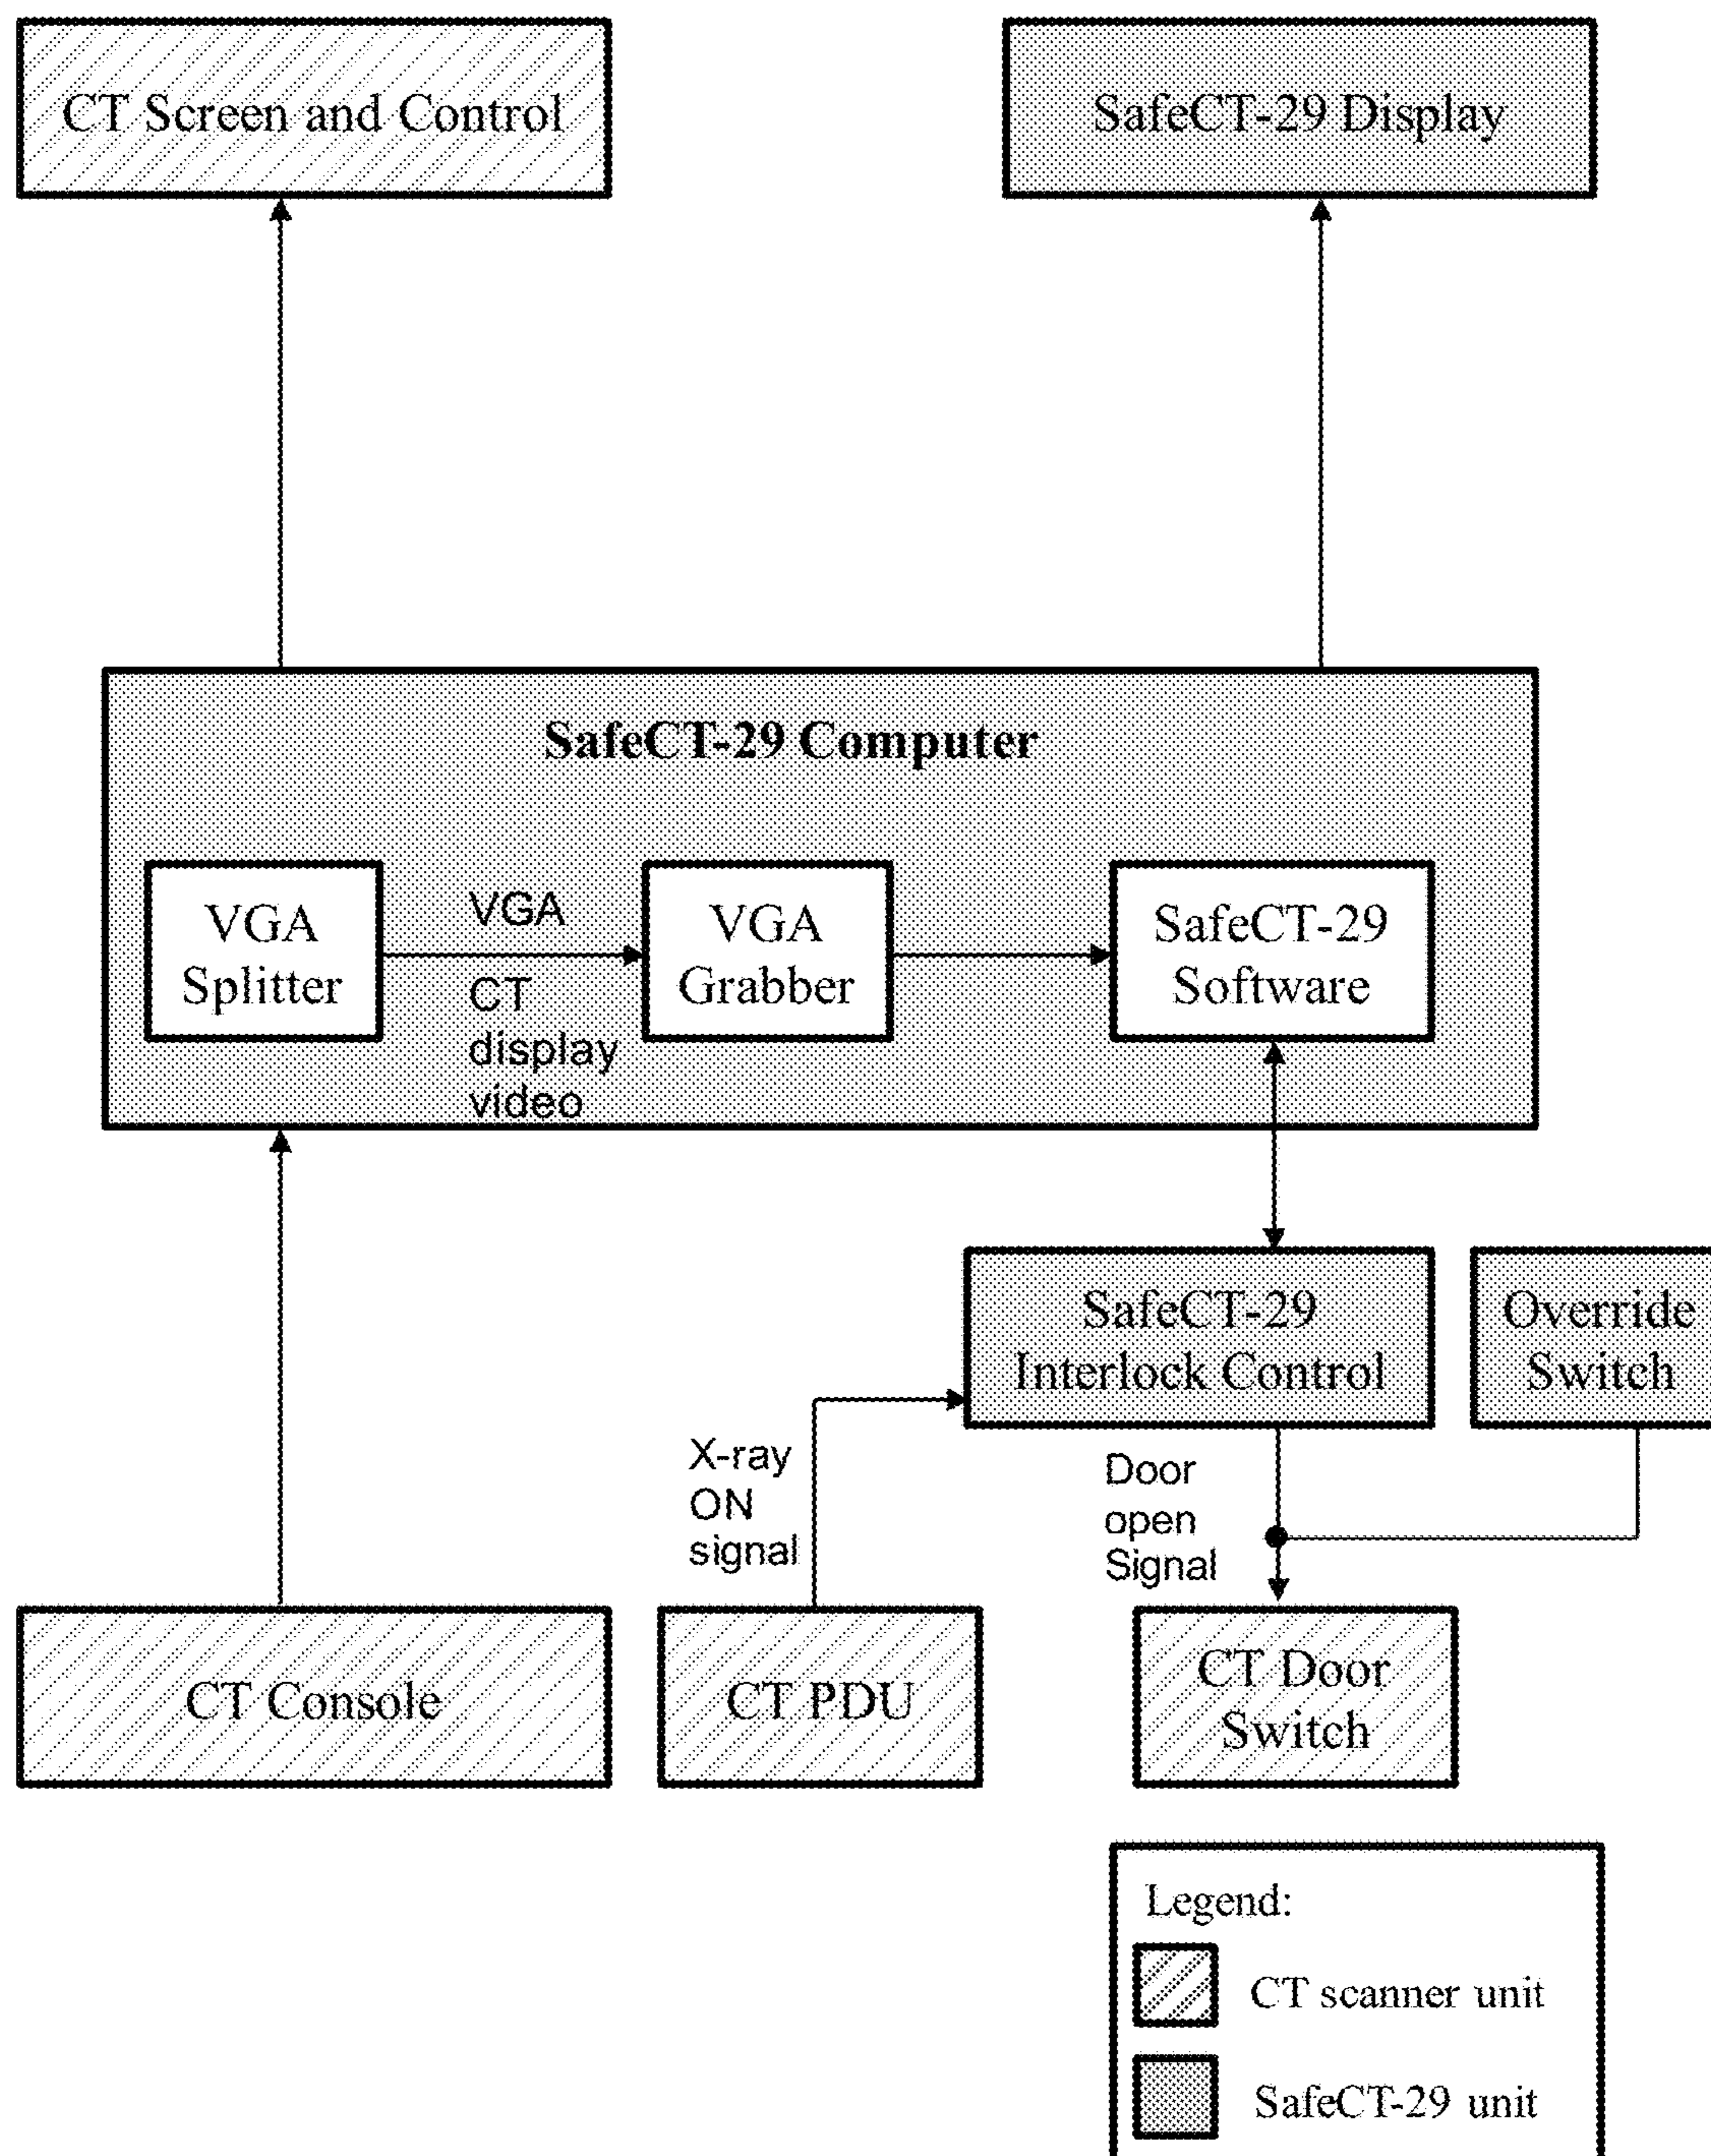 CT Screen and Control
SafeCT-29 Display
SafeCT-29 Computer
VGA
Splitter
VGA
CT
display
video
VGA
Grabber
SafeCT-29
Software
SafeCT-29
Interlock Control
Override
Switch
X-ray
ON
signal
Door
open
Signal
CT Console
CT PDU
CT Door
Switch
Legend:
CT scanner unit
SafeCT-29 unit